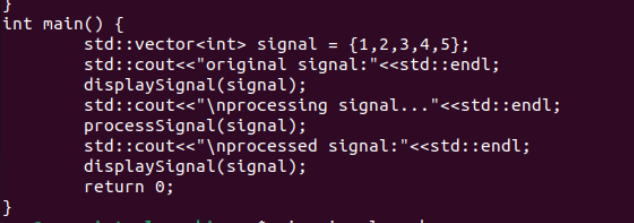 }
int main() {
        std::vector<int> signal = {1,2,3,4,5};
        std::cout<<"original signal:"<<std::endl;
        displaySignal(signal);
        std::cout<<"\nprocessing signal..."<<std::endl;
        processSignal(signal);
        std::cout<<"\nprocessed signal:"<<std::endl;
        displaySignal(signal);
        return 0;
}